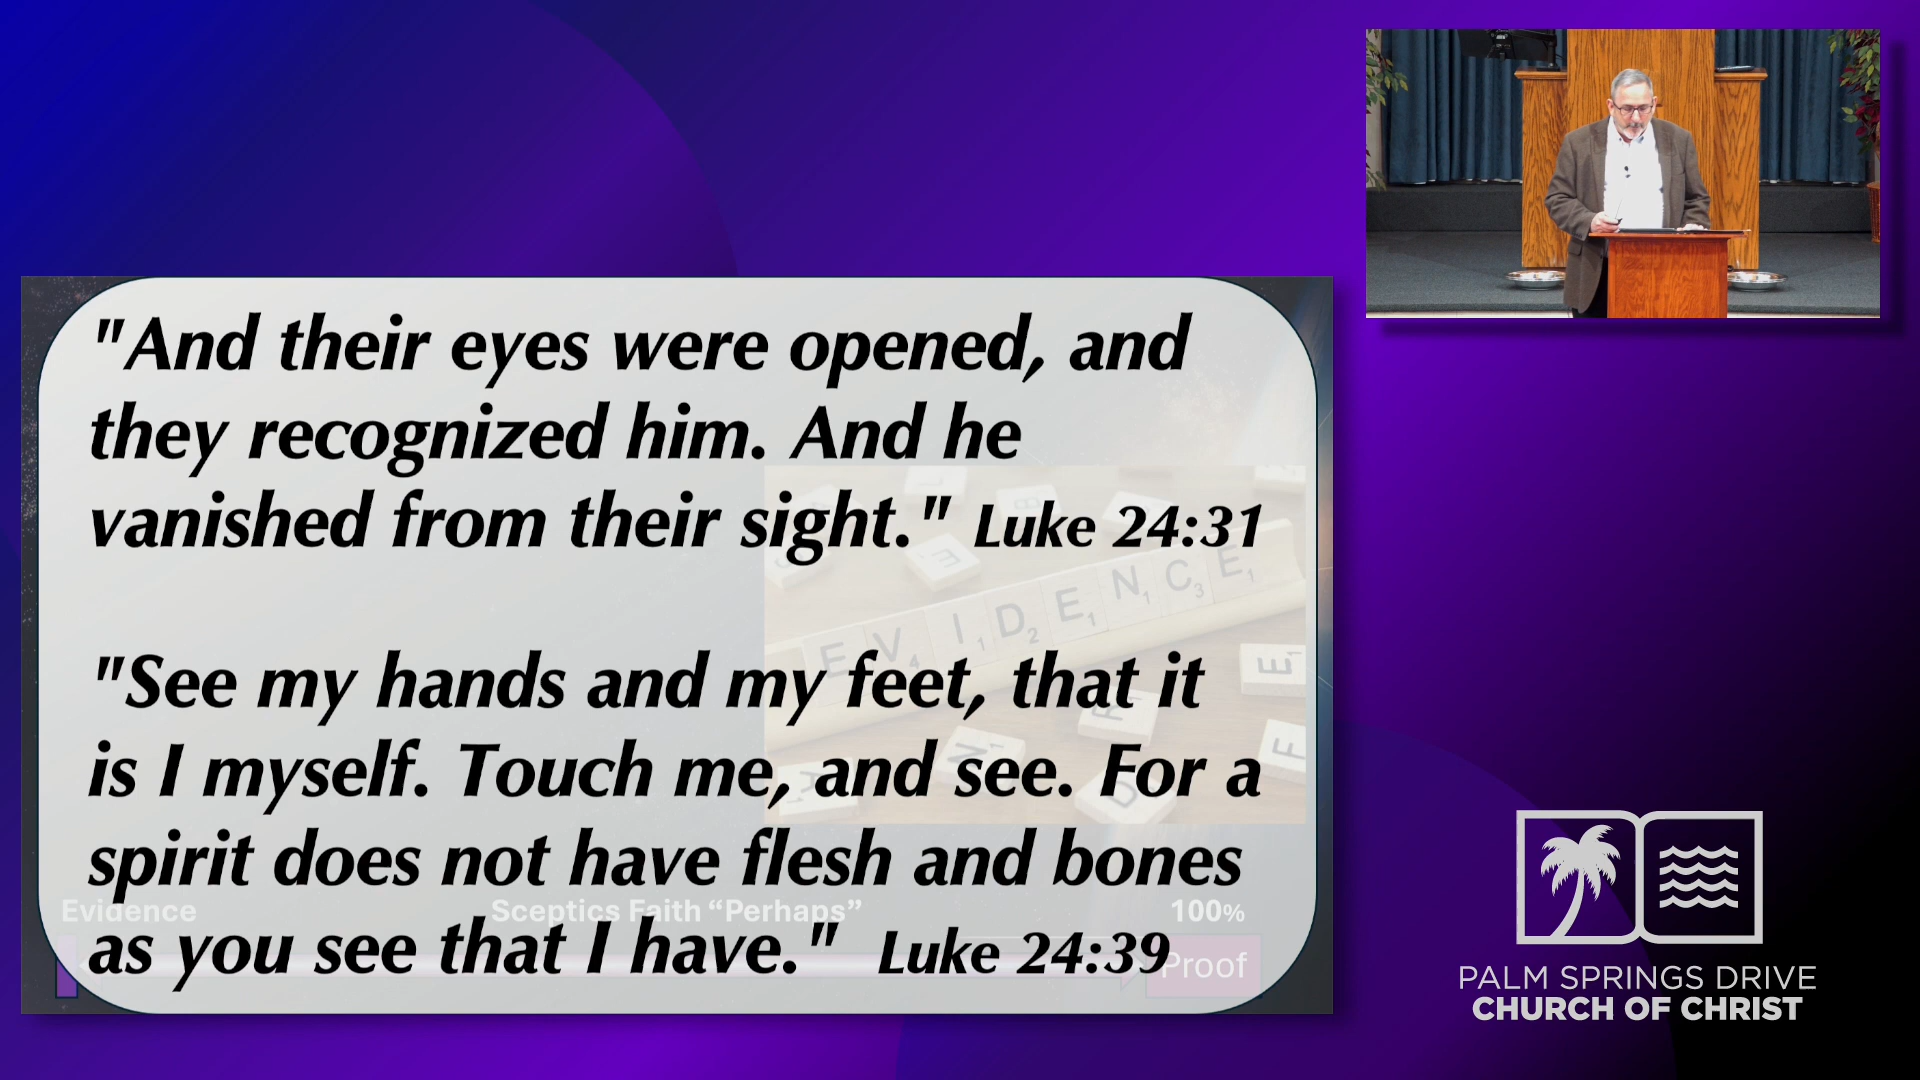 "And their eyes were opened, and
they recognized him. And he
vanished from their sight." Luke 24:31
EVIDENCE
"See my hands and my feet, that it
is I myself. Touch me, and see. For a
spirit does not have flesh and bones
Evidence Sceptics Faith “Perhaps” 100%
as you see that I have." Luke 24:39
Proof
PALM SPRINGS DRIVE
CHURCH OF CHRIST